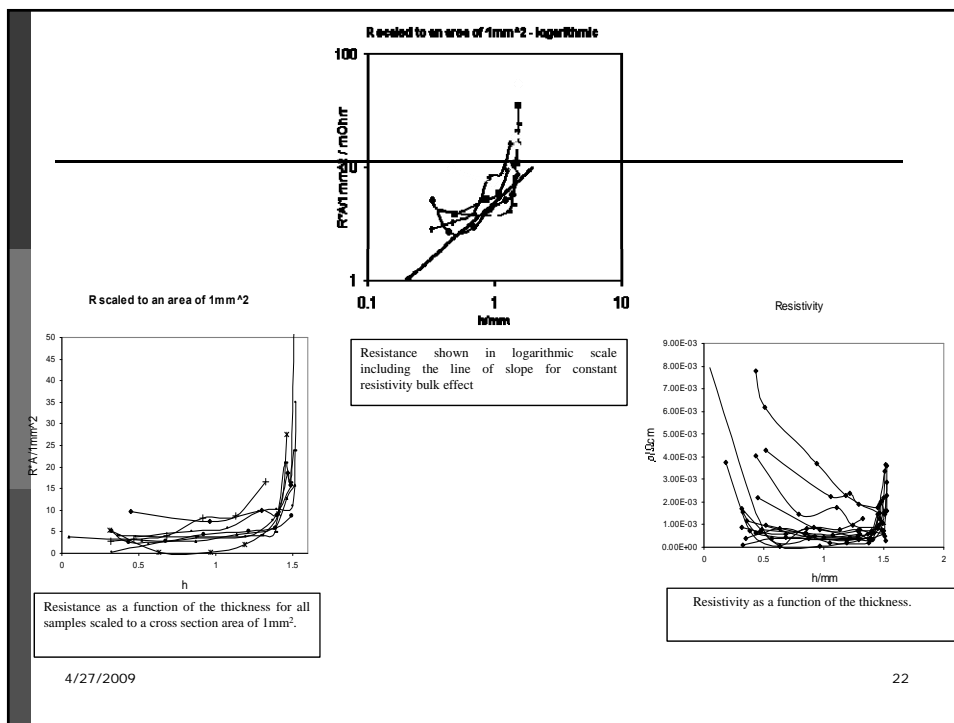 R scaled to an area of 1mm^2 - logarithmic
100
10
1
R*A/1mm^2 / mOhm
0.1
1
10
h/mm
Resistance shown in logarithmic scale
including the line of slope for constant
resistivity bulk effect
R scaled to an area of 1mm^2
50
45
40
35
30
25
20
15
10
5
0
R*A/1mm^2
0
0.5
1
1.5
h
Resistance as a function of the thickness for all
samples scaled to a cross section area of 1mm².
Resistivity
9.00E-03
8.00E-03
7.00E-03
6.00E-03
5.00E-03
4.00E-03
3.00E-03
2.00E-03
1.00E-03
0.00E+00
ρ/Ωcm
0
0.5
1
1.5
2
h/mm
Resistivity as a function of the thickness.
4/27/2009
22